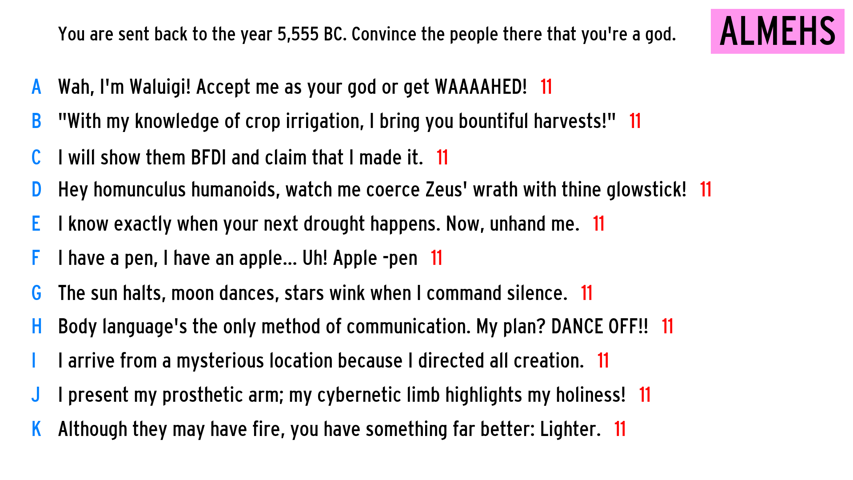 You are sent back to the year 5,555 BC. Convince the people there that you're a god.
ALMEHS
A Wah, I'm Waluigi! Accept me as your god or get WAAAAHED! 11
B "With my knowledge of crop irrigation, I bring you bountiful harvests!" 11
C I will show them BFDI and claim that I made it. 11
D Hey homunculus humanoids, watch me coerce Zeus' wrath with thine glowstick! 11
E I know exactly when your next drought happens. Now, unhand me. 11
F I have a pen, I have an apple... Uh! Apple -pen 11
G The sun halts, moon dances, stars wink when I command silence. 11
H Body language's the only method of communication. My plan? DANCE OFF!! 11
I I arrive from a mysterious location because I directed all creation. 11
J I present my prosthetic arm; my cybernetic limb highlights my holiness! 11
K Although they may have fire, you have something far better: Lighter. 11